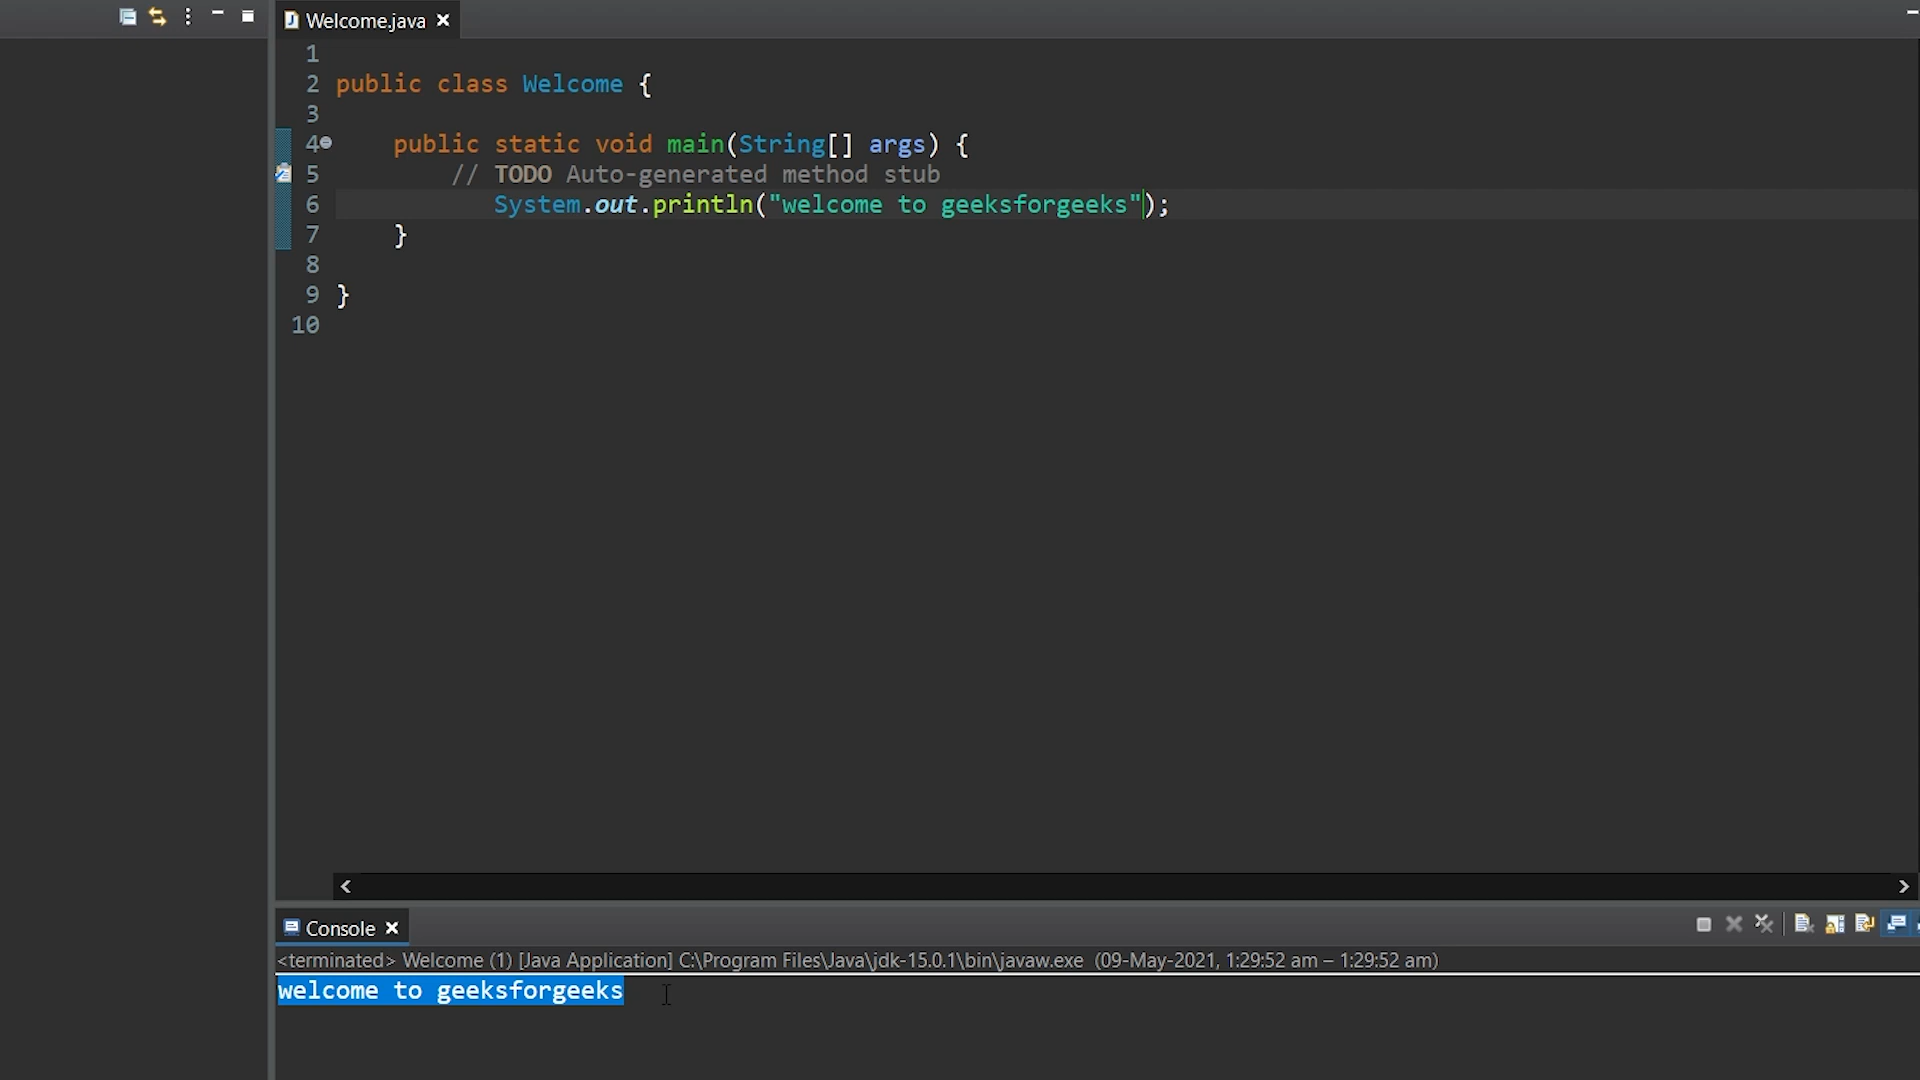 Welcome.java
1
2 public class Welcome {
3
4 public static void main(String[] args) {
5 // TODO Auto-generated method stub
6 System.out.println("welcome to geeksforgeeks");
7 }
8
9 }
10
Console
<terminated> Welcome (1) [Java Application] C:\Program Files\Java\jdk-15.0.1\bin\javaw.exe (09-May-2021, 1:29:52 am – 1:29:52 am)
welcome to geeksforgeeks